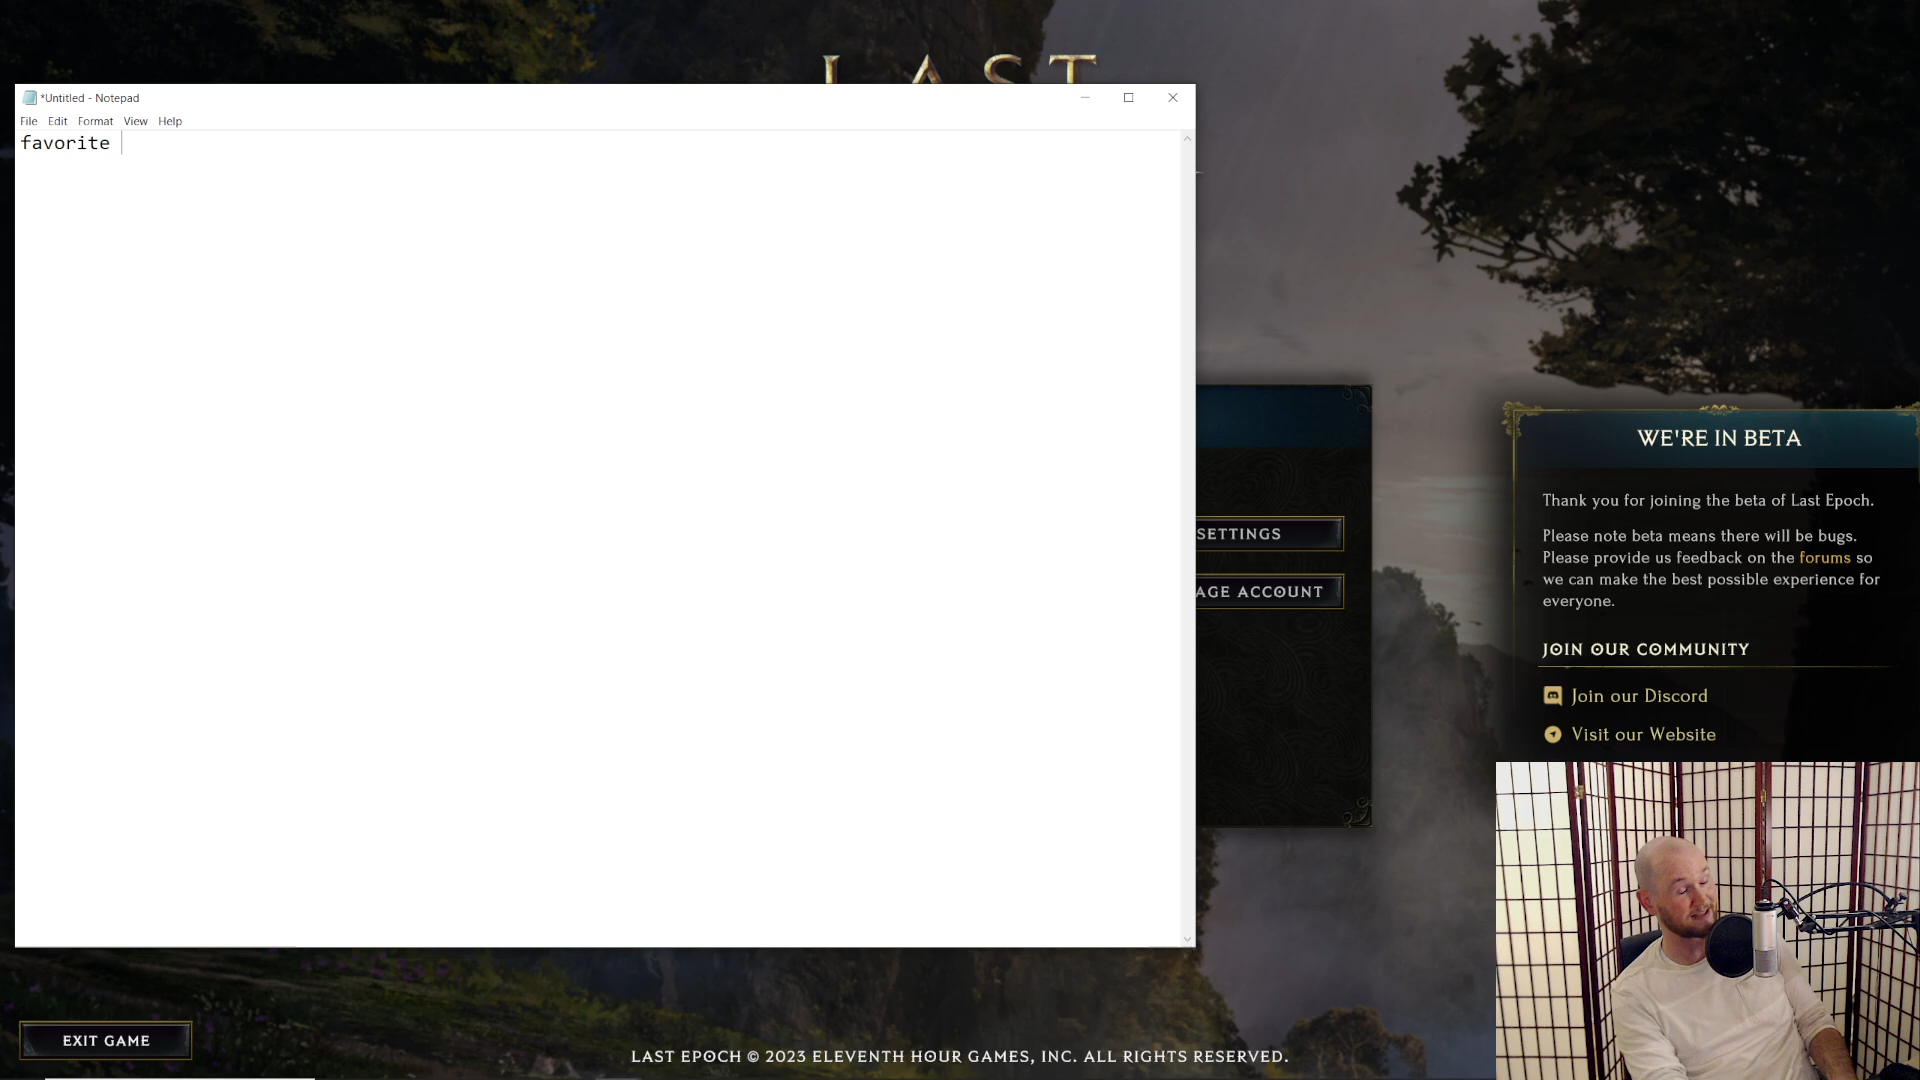 LAST
*Untitled - Notepad
File Edit Format View Help
favorite
SETTINGS
AGE ACCOUNT
WE'RE IN BETA
Thank you for joining the beta of Last Epoch.
Please note beta means there will be bugs.
Please provide us feedback on the forums so
we can make the best possible experience for
everyone.
JOIN OUR COMMUNITY
Join our Discord
Visit our Website
EXIT GAME
LAST EPOCH © 2023 ELEVENTH HOUR GAMES, INC. ALL RIGHTS RESERVED.